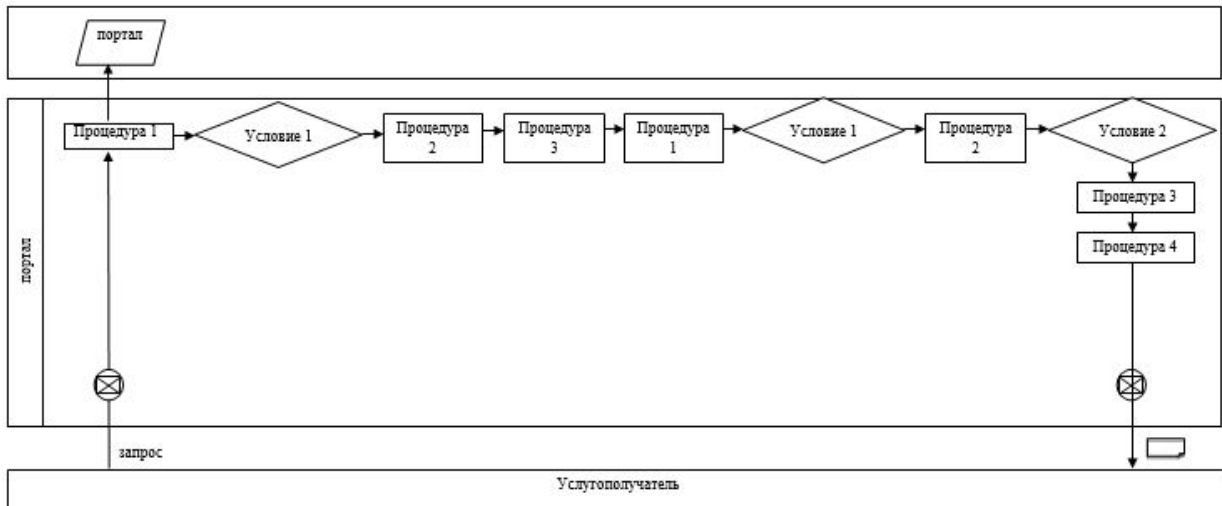 портал
портал
Процедура 1
Условие 1
Процедура
2
Процедура
3
Процедура
1
Условие 1
Процедура
2
Условие 2
Процедура 3
Процедура 4
запрос
Услугополучатель